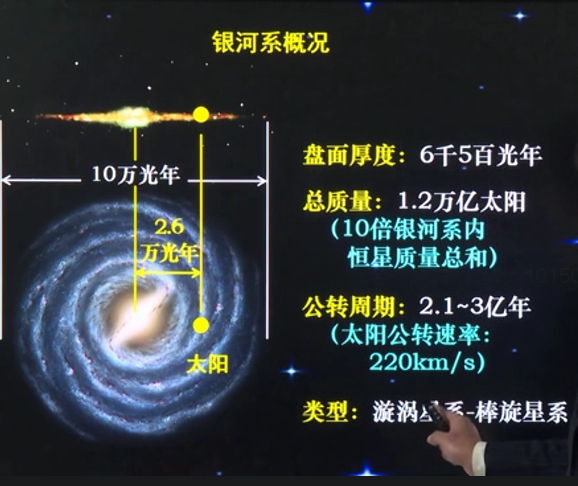 银河系概况
10万光年
2.6
万光年
太阳
盘面厚度：6千5百光年
总质量：1.2万亿太阳
（10倍银河系内
恒星质量总和）
公转周期：2.1~3亿年
（太阳公转速率：
220km/s）
类型：漩涡星系-棒旋星系